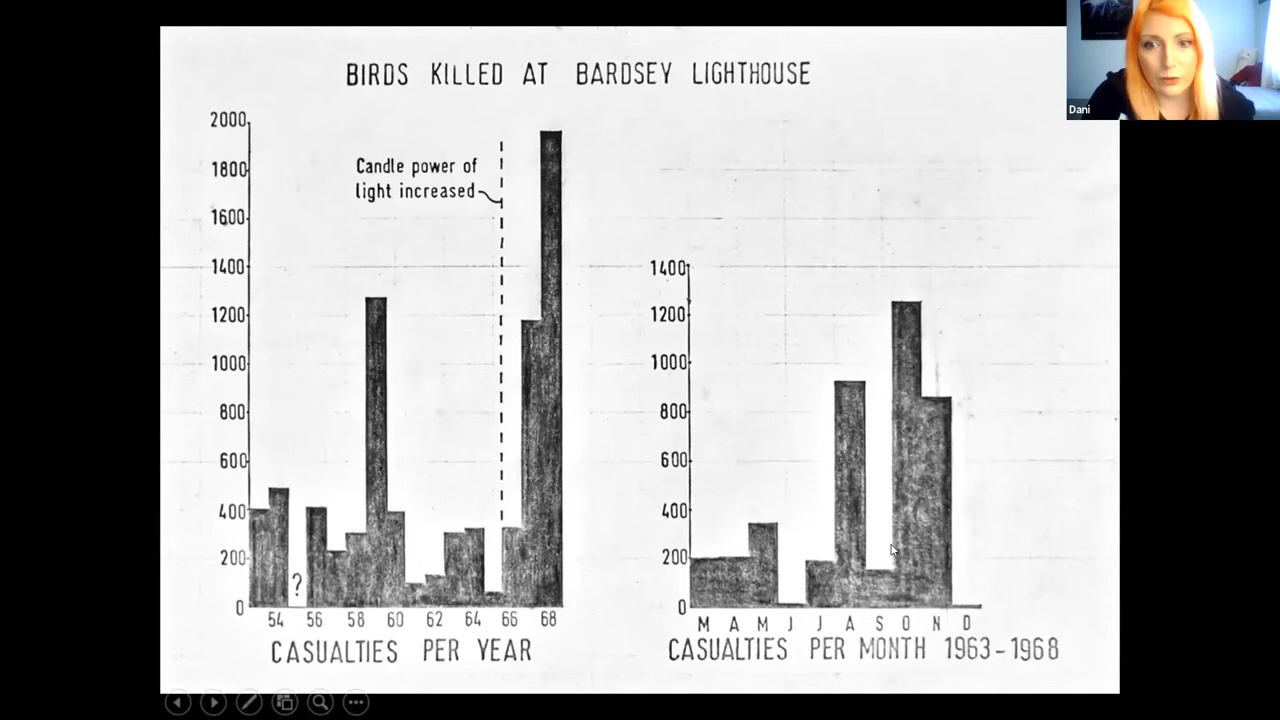 BIRDS KILLED AT BARDSEY LIGHTHOUSE
Dani
2000
1800
1600
1400
1200
1000
800
600
400
200
0
Candle power of
light increased
?
54 56 58 60 62 64 66 68
CASUALTIES PER YEAR
1400
1200
1000
800
600
400
200
0
M A M J J A S O N D
CASUALTIES PER MONTH 1963-1968